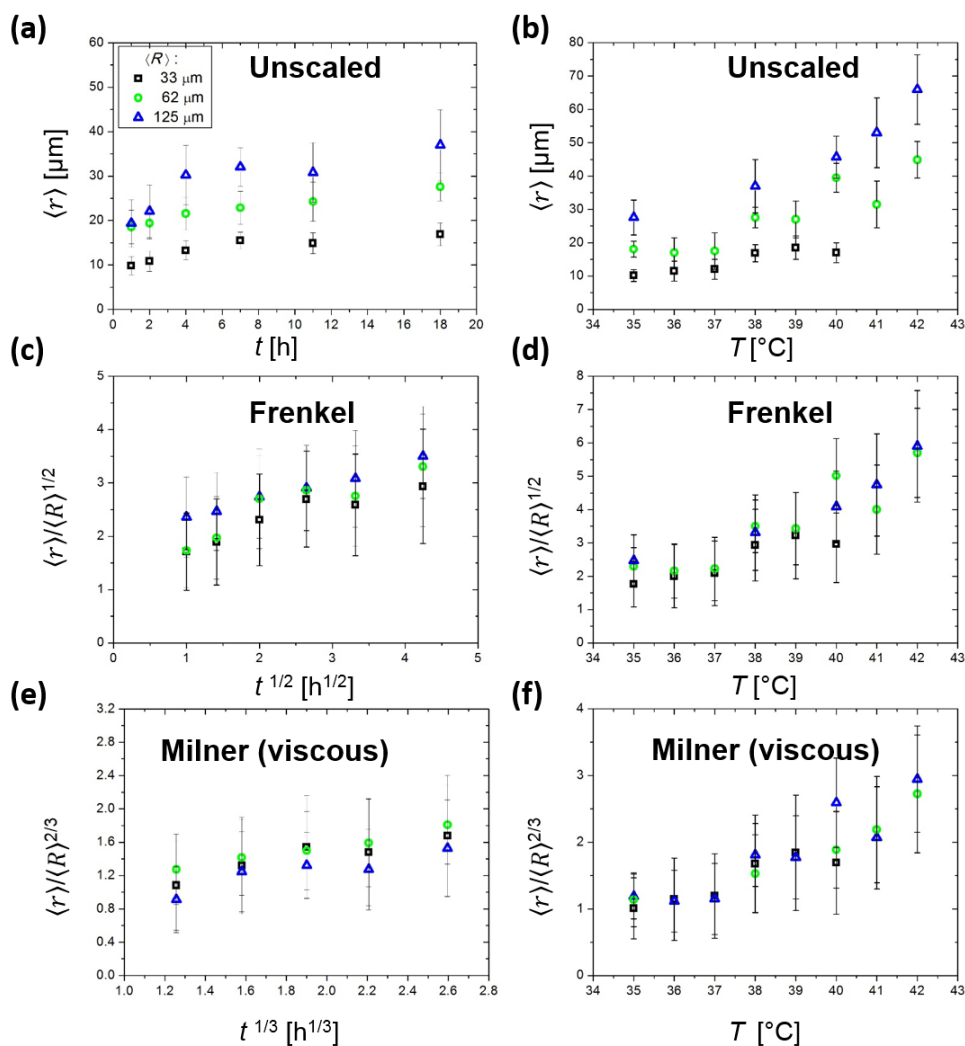 (a)
60
50
40
30
20
10
0
⟨r⟩ [µm]
⟨R⟩ :
33 µm
62 µm
125 µm
Unscaled
0 2 4 6 8 10 12 14 16 18 20
t [h]
(b)
80
70
60
50
40
30
20
10
0
⟨r⟩ [µm]
Unscaled
34 35 36 37 38 39 40 41 42 43
T [°C]
(c)
5
4
3
2
1
0
⟨r⟩/⟨R⟩^1/2
Frenkel
0 1 2 3 4 5
t^1/2 [h^1/2]
(d)
8
7
6
5
4
3
2
1
0
⟨r⟩/⟨R⟩^1/2
Frenkel
34 35 36 37 38 39 40 41 42 43
T [°C]
(e)
3.2
2.8
2.4
2.0
1.6
1.2
0.8
0.4
0.0
⟨r⟩/⟨R⟩^2/3
Milner (viscous)
1.0 1.2 1.4 1.6 1.8 2.0 2.2 2.4 2.6 2.8
t^1/3 [h^1/3]
(f)
4
3
2
1
0
⟨r⟩/⟨R⟩^2/3
Milner (viscous)
34 35 36 37 38 39 40 41 42 43
T [°C]